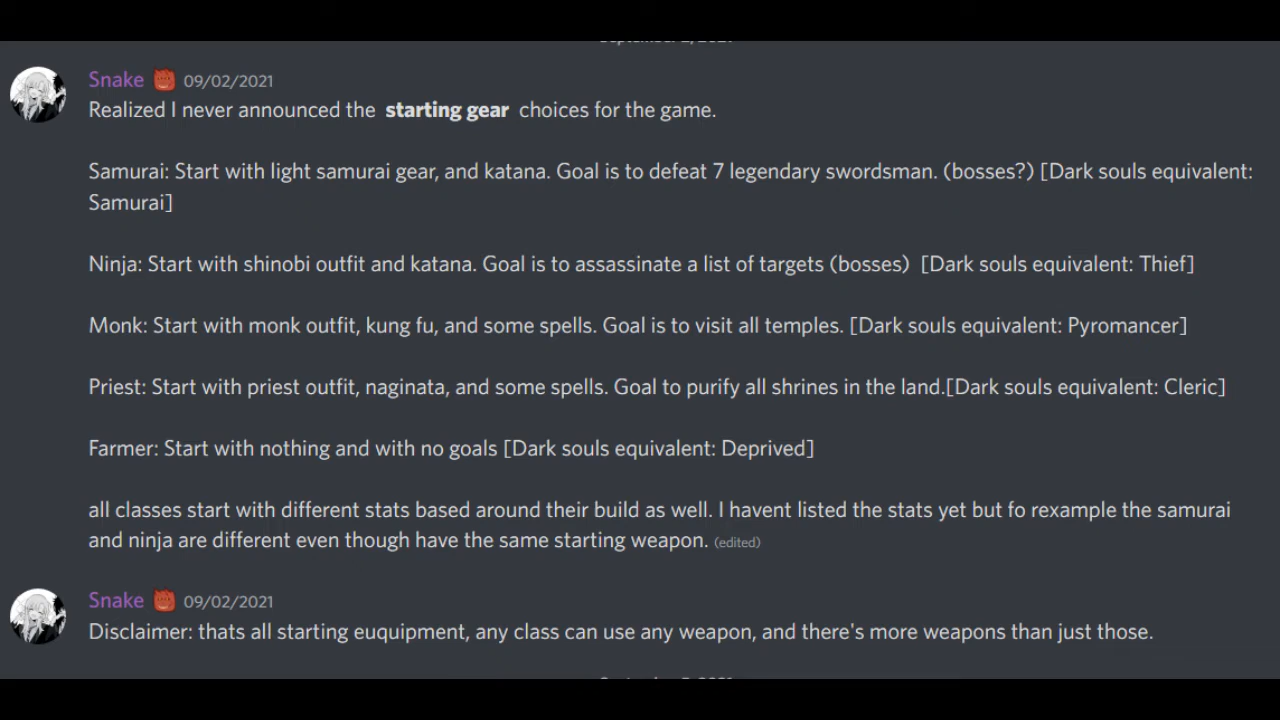 Snake 09/02/2021
Realized I never announced the starting gear choices for the game.
Samurai: Start with light samurai gear, and katana. Goal is to defeat 7 legendary swordsman. (bosses?) [Dark souls equivalent:
Samurai]
Ninja: Start with shinobi outfit and katana. Goal is to assassinate a list of targets (bosses)  [Dark souls equivalent: Thief]
Monk: Start with monk outfit, kung fu, and some spells. Goal is to visit all temples. [Dark souls equivalent: Pyromancer]
Priest: Start with priest outfit, naginata, and some spells. Goal to purify all shrines in the land.[Dark souls equivalent: Cleric]
Farmer: Start with nothing and with no goals [Dark souls equivalent: Deprived]
all classes start with different stats based around their build as well. I havent listed the stats yet but fo rexample the samurai
and ninja are different even though have the same starting weapon. (edited)
Snake 09/02/2021
Disclaimer: thats all starting euquipment, any class can use any weapon, and there's more weapons than just those.